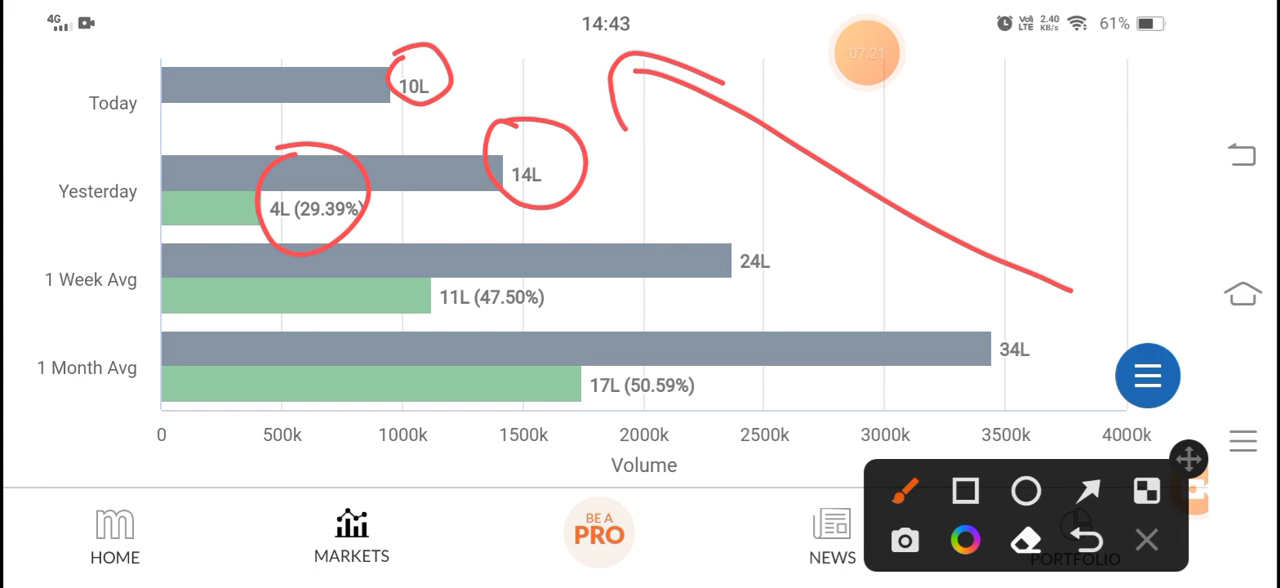 4G
14:43
Vo))
LTE
2.40
KB/s
61%
07:21
Today
10L
Yesterday
14L
4L (29.39%)
1 Week Avg
24L
11L (47.50%)
1 Month Avg
34L
17L (50.59%)
0 500k 1000k 1500k 2000k 2500k 3000k 3500k 4000k
Volume
HOME
MARKETS
BE A
PRO
NEWS
PORTFOLIO